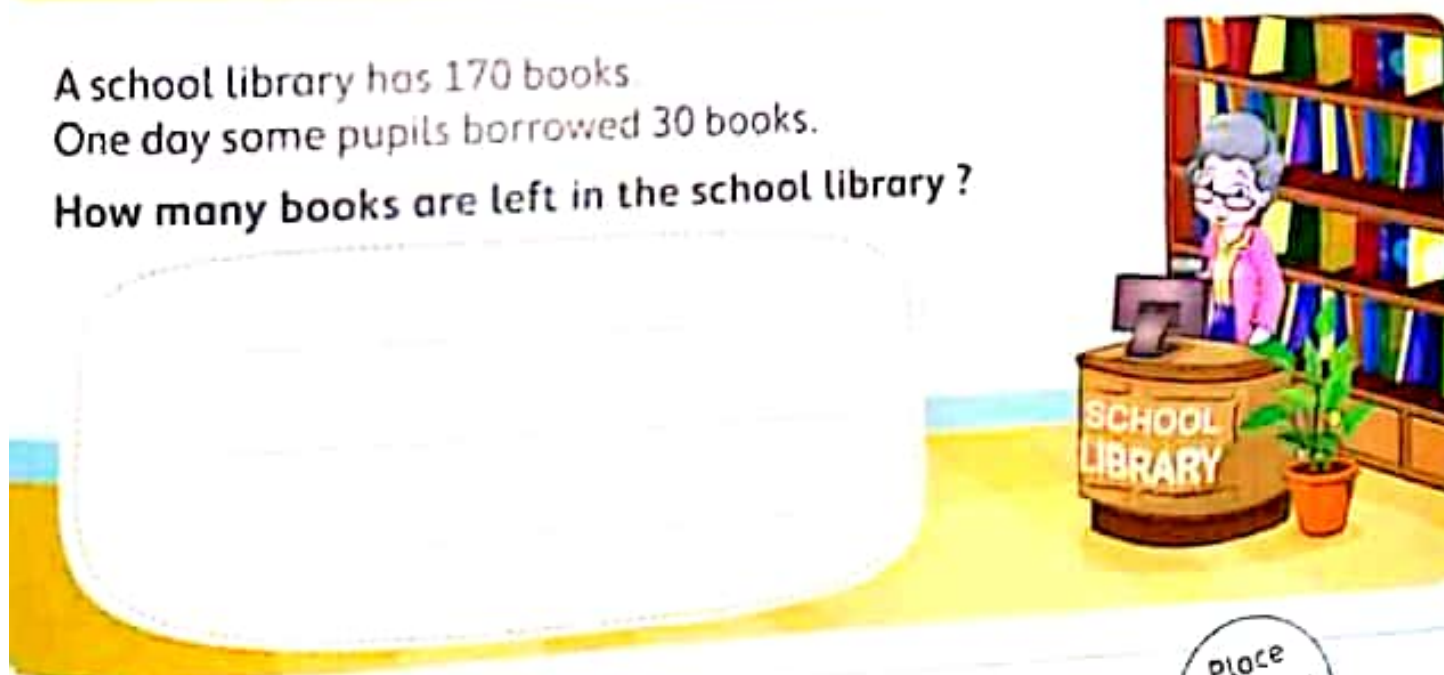 A school library has 170 books
One day some pupils borrowed 30 books.
How many books are left in the school library ?
SCHOOL
LIBRARY
Place